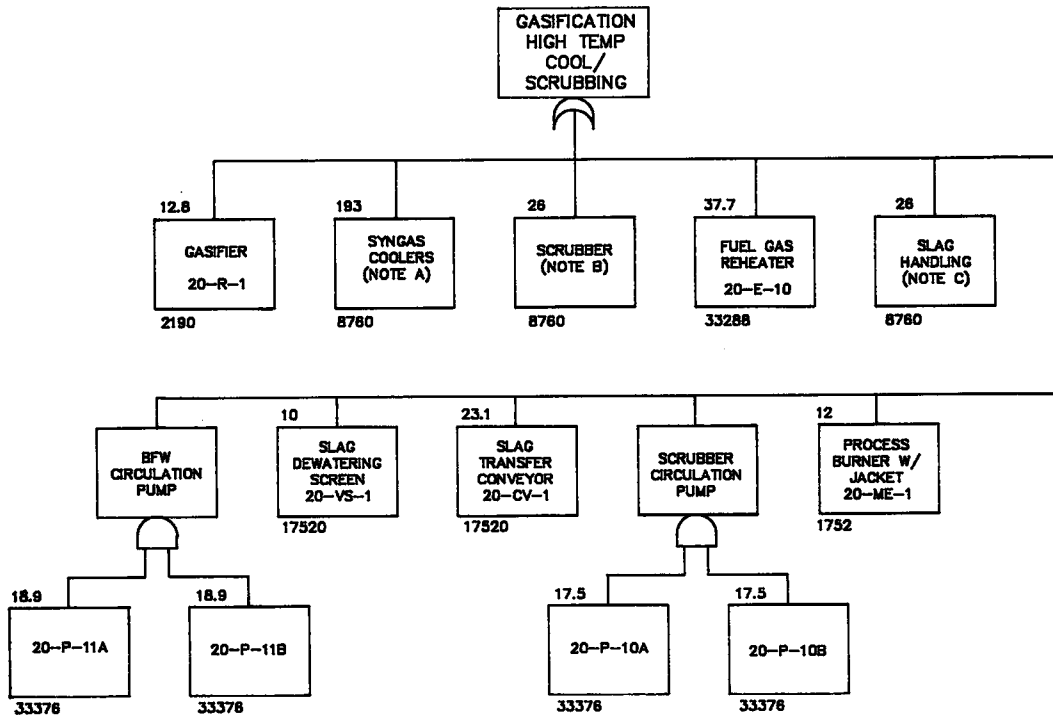 GASIFICATION
HIGH TEMP
COOL/
SCRUBBING
12.8
GASIFIER
20-R-1
2190
193
SYNGAS
COOLERS
(NOTE A)
8760
26
SCRUBBER
(NOTE B)
8760
37.7
FUEL GAS
REHEATER
20-E-10
33288
26
SLAG
HANDLING
(NOTE C)
8760
BFW
CIRCULATION
PUMP
10
SLAG
DEWATERING
SCREEN
20-VS-1
17520
23.1
SLAG
TRANSFER
CONVEYOR
20-CV-1
17520
SCRUBBER
CIRCULATION
PUMP
12
PROCESS
BURNER W/
JACKET
20-ME-1
1752
18.9
20-P-11A
33376
18.9
20-P-11B
33376
17.5
20-P-10A
33376
17.5
20-P-10B
33376